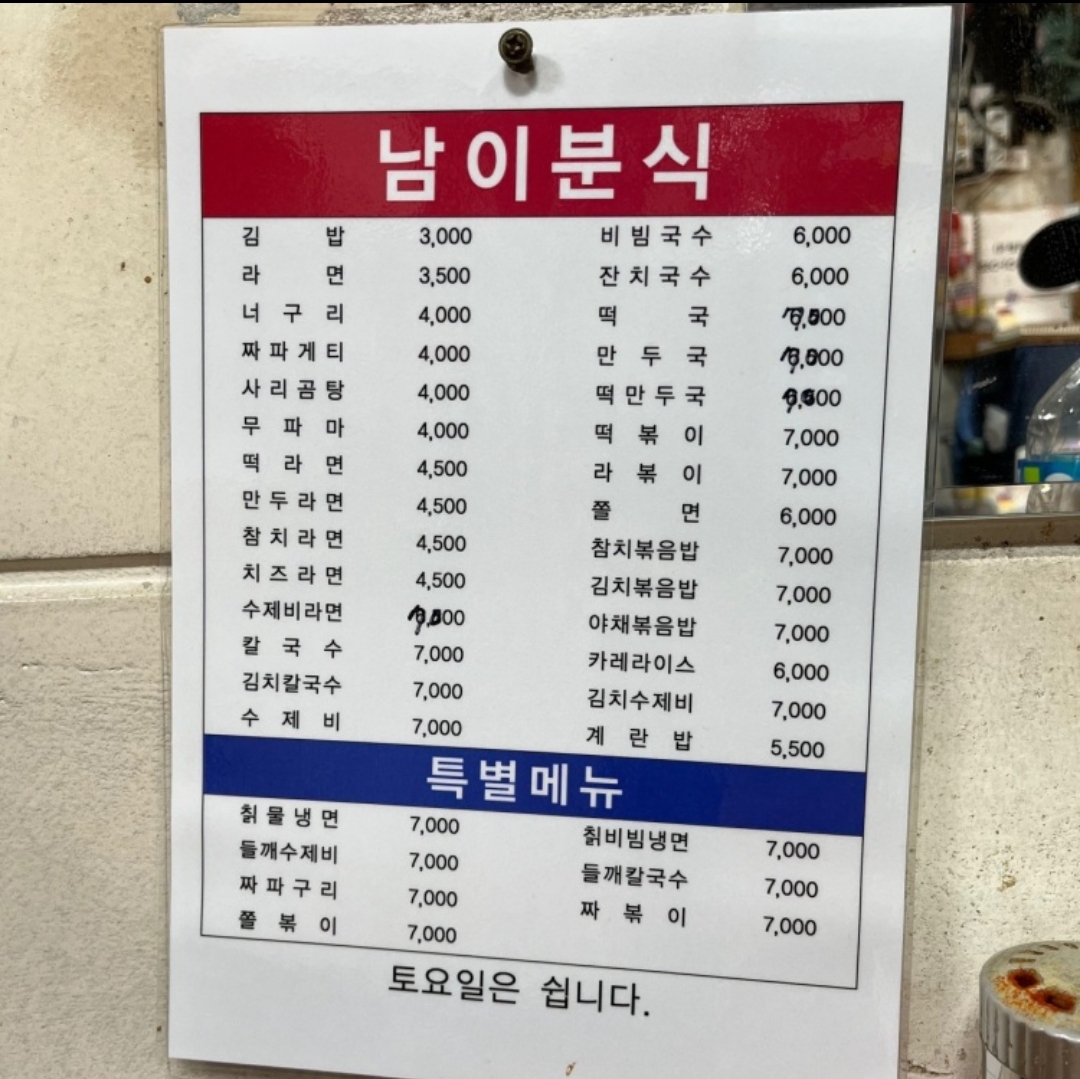 남이분식
김 밥 3,000
라 면 3,500
너 구 리 4,000
짜 파 게 티 4,000
사 리 곰 탕 4,000
무 파 마 4,000
떡 라 면 4,500
만 두 라 면 4,500
참 치 라 면 4,500
치 즈 라 면 4,500
수제비라면
칼 국 수 7,000
김치칼국수 7,000
수 제 비 7,000
비 빔 국 수 6,000
잔 치 국 수 6,000
떡 국
만 두 국
떡 만 두 국
떡 볶 이 7,000
라 볶 이 7,000
쫄 면 6,000
참치볶음밥 7,000
김치볶음밥 7,000
야채볶음밥 7,000
카레라이스 6,000
김치수제비 7,000
계 란 밥 5,500
특별메뉴
칡 물 냉 면 7,000
들깨수제비 7,000
짜 파 구 리 7,000
쫄 볶 이 7,000
칡비빔냉면 7,000
들깨칼국수 7,000
짜 볶 이 7,000
토요일은 쉽니다.